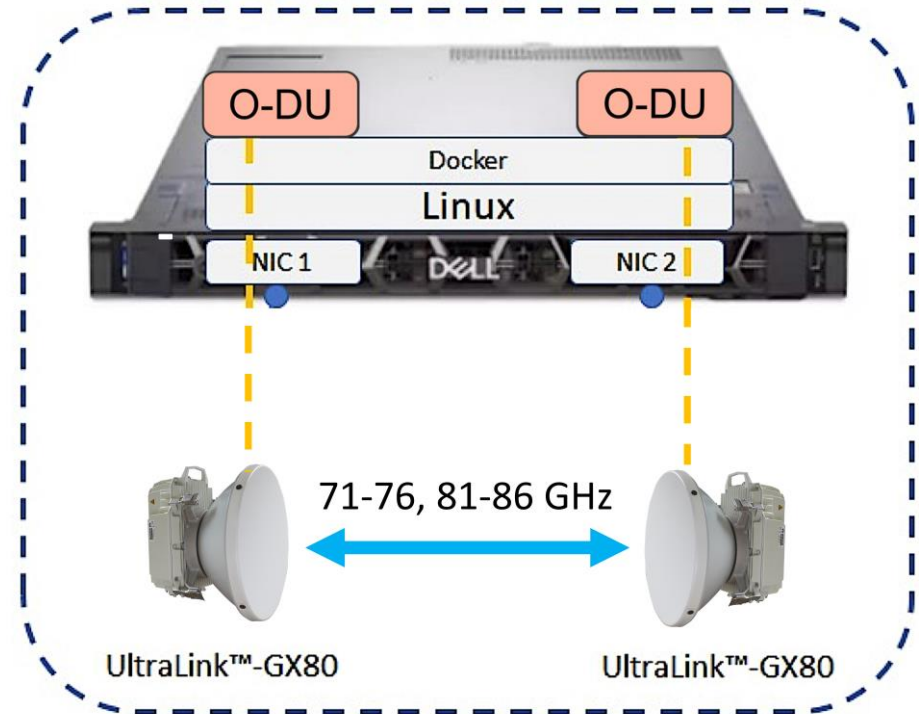 O-DU
O-DU
Docker
Linux
NIC 1
DELL
NIC 2
71-76, 81-86 GHz
UltraLink™-GX80
UltraLink™-GX80